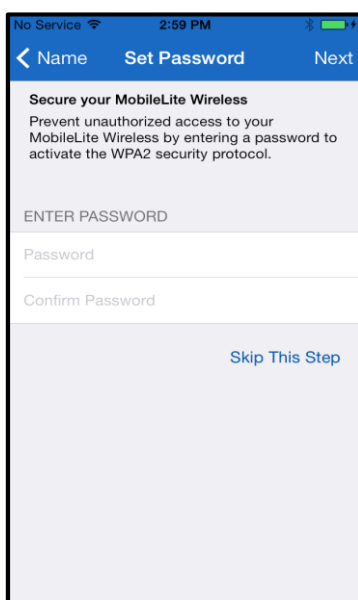 No Service 2:59 PM
Name Set Password Next
Secure your MobileLite Wireless
Prevent unauthorized access to your
MobileLite Wireless by entering a password to
activate the WPA2 security protocol.
ENTER PASSWORD
Password
Confirm Password
Skip This Step